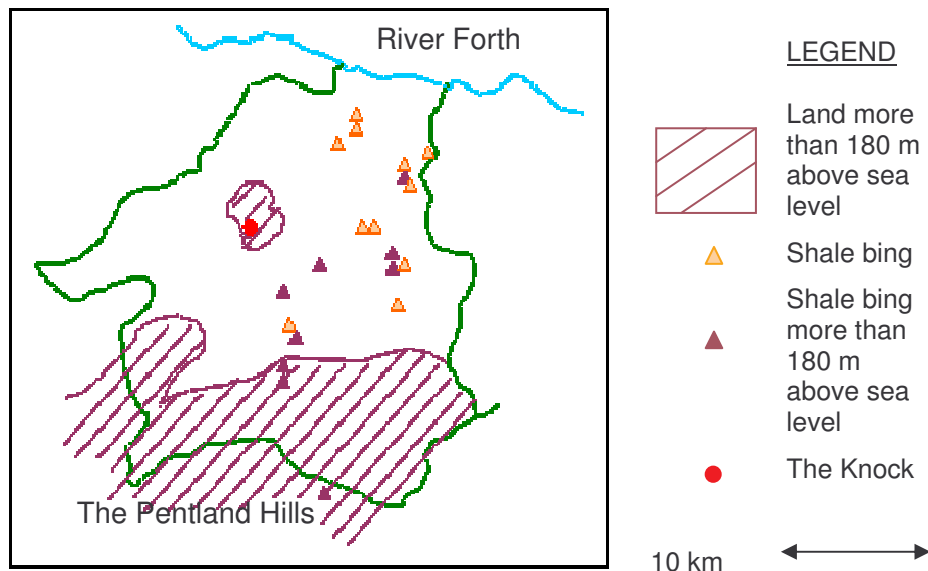 River Forth
The Pentland Hills
LEGEND
Land more
than 180 m
above sea
level
Shale bing
Shale bing
more than
180 m
above sea
level
The Knock
10 km